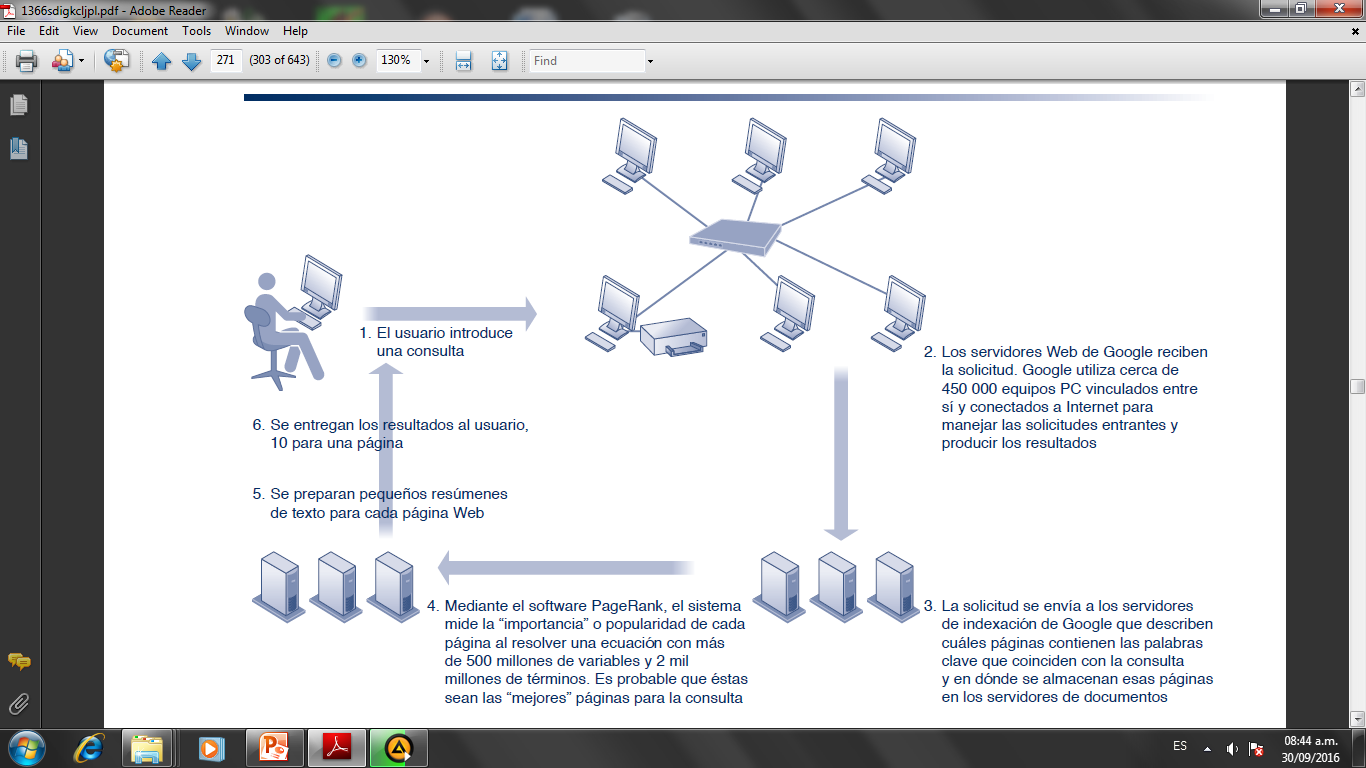 1366sdigkcljpl.pdf - Adobe Reader
File Edit View Document Tools Window Help
271 (303 of 643) 130% Find
1. El usuario introduce
una consulta
2. Los servidores Web de Google reciben
la solicitud. Google utiliza cerca de
450 000 equipos PC vinculados entre
sí y conectados a Internet para
manejar las solicitudes entrantes y
producir los resultados
6. Se entregan los resultados al usuario,
10 para una página
5. Se preparan pequeños resúmenes
de texto para cada página Web
4. Mediante el software PageRank, el sistema
mide la “importancia” o popularidad de cada
página al resolver una ecuación con más
de 500 millones de variables y 2 mil
millones de términos. Es probable que éstas
sean las “mejores” páginas para la consulta
3. La solicitud se envía a los servidores
de indexación de Google que describen
cuáles páginas contienen las palabras
clave que coinciden con la consulta
y en dónde se almacenan esas páginas
en los servidores de documentos
ES
08:44 a.m.
30/09/2016